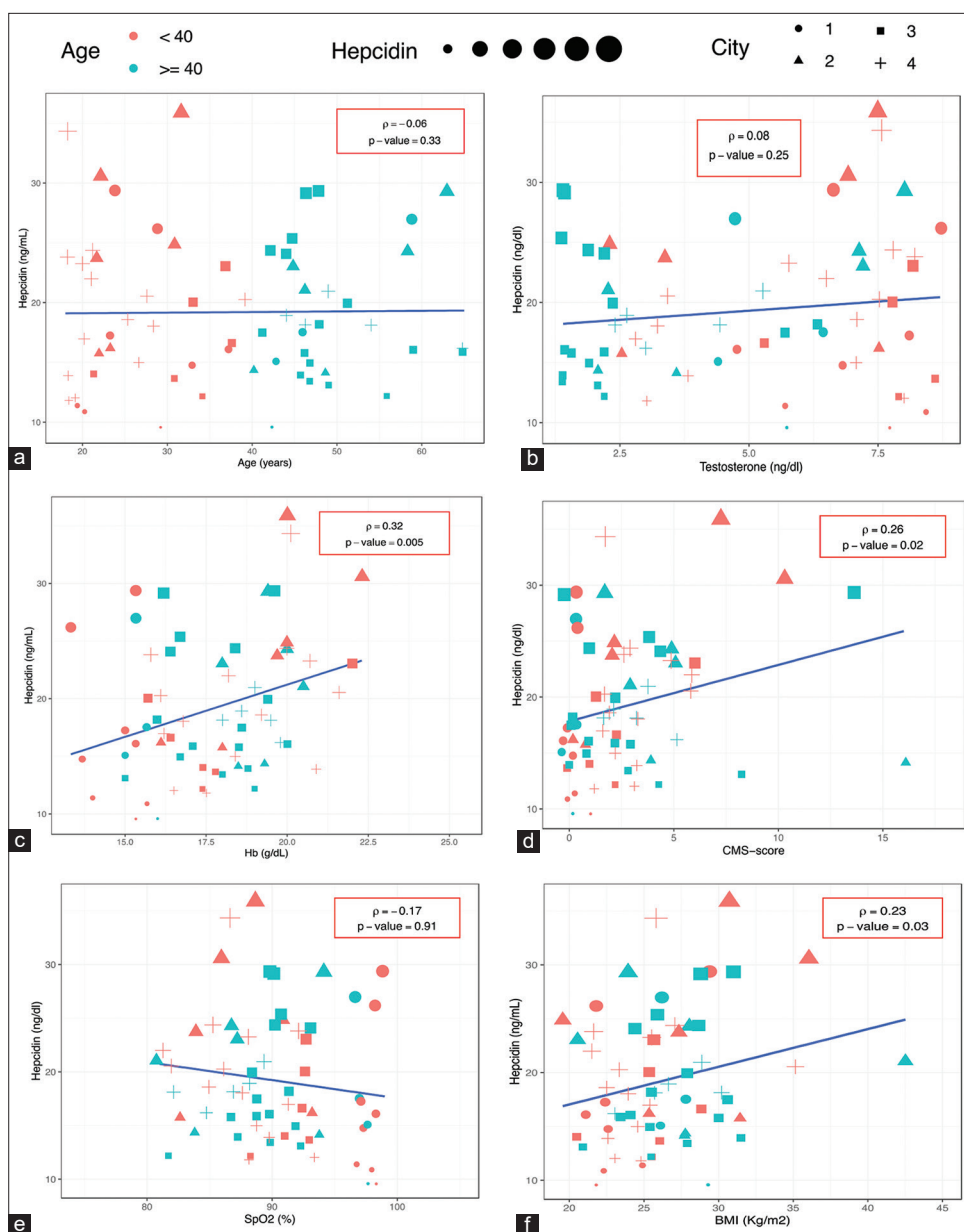 Age
< 40
>= 40
Hepcidin
City
1
2
3
4
ρ = −0.06
p − value = 0.33
Hepcidin (ng/mL)
30
20
10
20
30
40
50
60
Age (years)
a
ρ = 0.08
p − value = 0.25
Hepcidin (ng/dl)
30
20
10
2.5
5.0
7.5
Testosterone (ng/dl)
b
ρ = 0.32
p − value = 0.005
Hepcidin (ng/mL)
30
20
10
15.0
17.5
20.0
22.5
25.0
Hb (g/dL)
c
ρ = 0.26
p − value = 0.02
Hepcidin (ng/dl)
30
20
10
0
5
10
15
CMS−score
d
ρ = −0.17
p − value = 0.91
Hepcidin (ng/dl)
30
20
10
80
90
100
SpO2 (%)
e
ρ = 0.23
p − value = 0.03
Hepcidin (ng/mL)
30
20
10
20
25
30
35
40
45
BMI (Kg/m2)
f